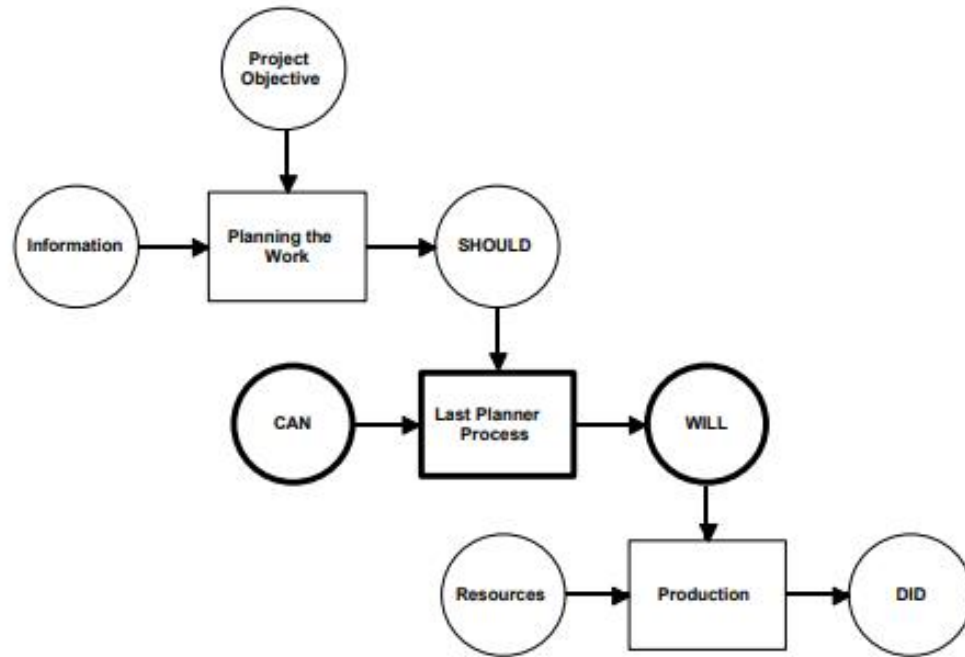 Project
Objective
Information
Planning the
Work
SHOULD
CAN
Last Planner
Process
WILL
Resources
Production
DID